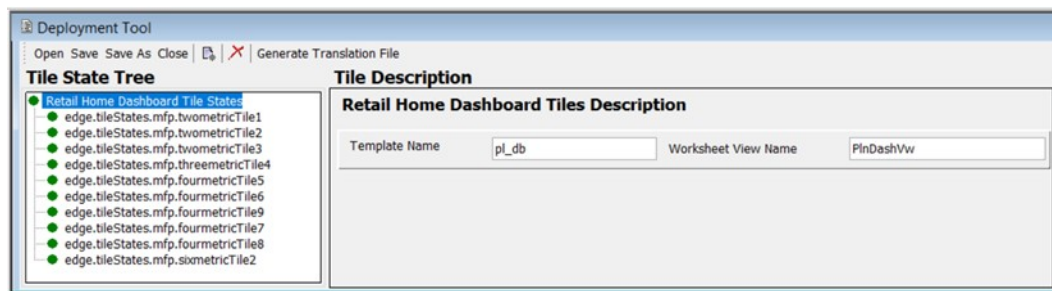 Deployment Tool
Open Save Save As Close Generate Translation File
Tile State Tree
Retail Home Dashboard Tile States
edge.tileStates.mfp.twometricTile1
edge.tileStates.mfp.twometricTile2
edge.tileStates.mfp.twometricTile3
edge.tileStates.mfp.threemetricTile4
edge.tileStates.mfp.fourmetricTile5
edge.tileStates.mfp.fourmetricTile6
edge.tileStates.mfp.fourmetricTile9
edge.tileStates.mfp.fourmetricTile7
edge.tileStates.mfp.fourmetricTile8
edge.tileStates.mfp.sixmetricTile2
Tile Description
Retail Home Dashboard Tiles Description
Template Name pl_db Worksheet View Name PlnDashVw